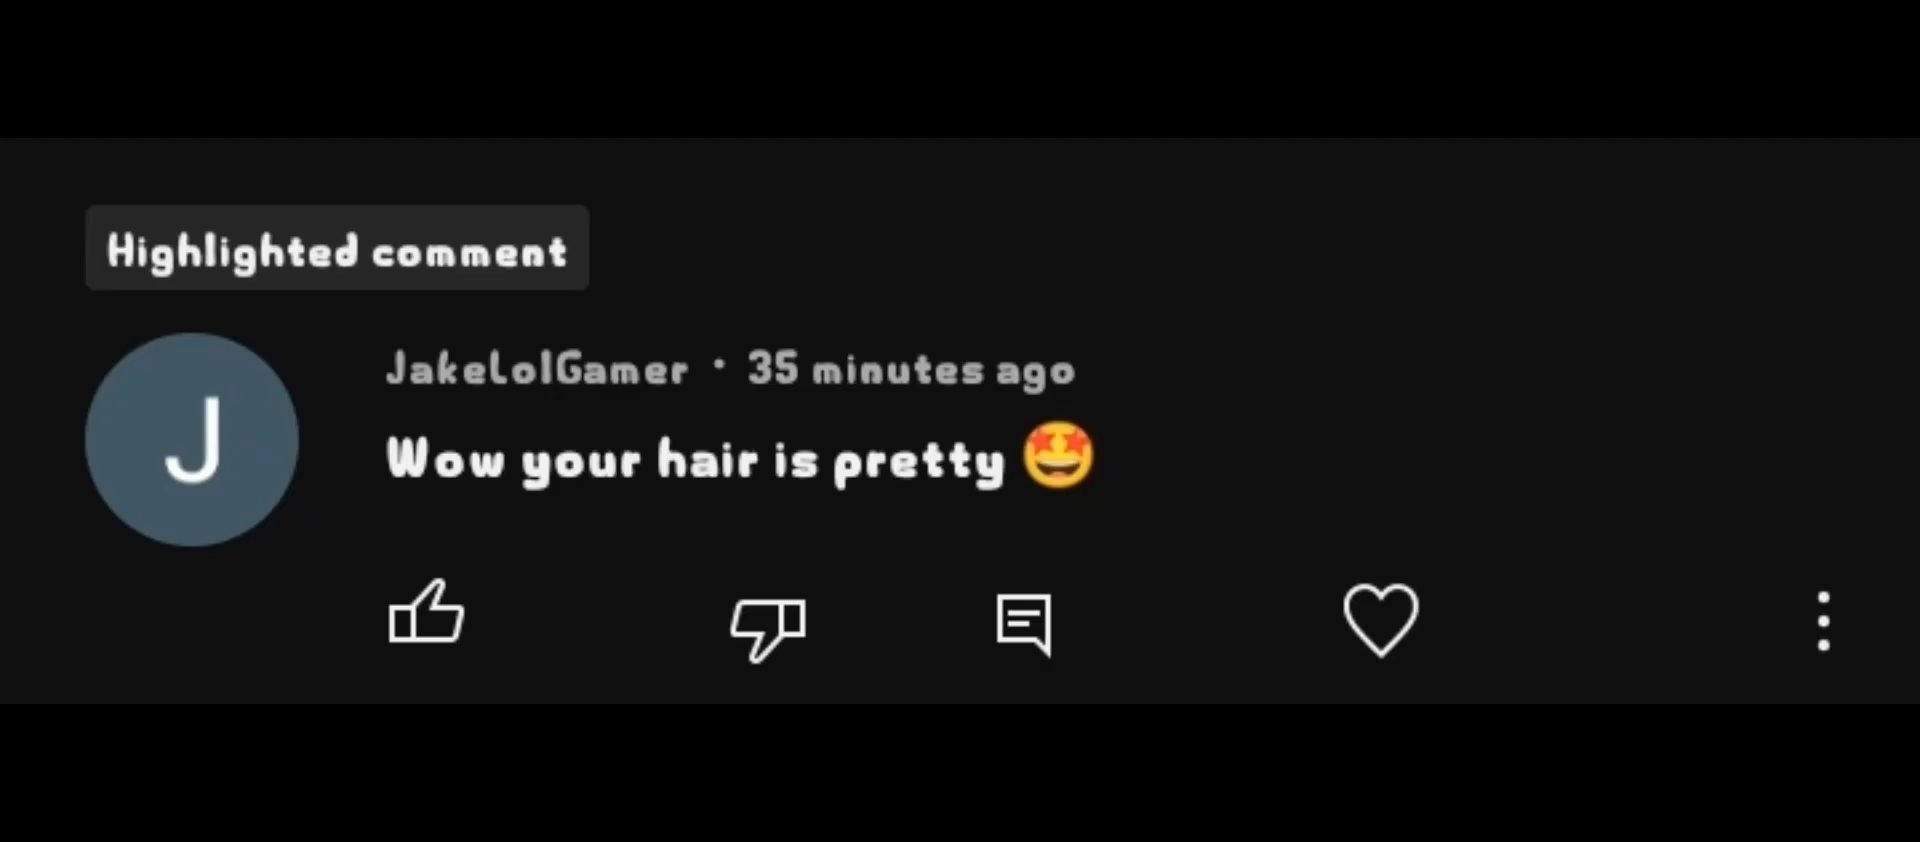 Highlighted comment
J
JakeLolGamer · 35 minutes ago
Wow your hair is pretty 🤩